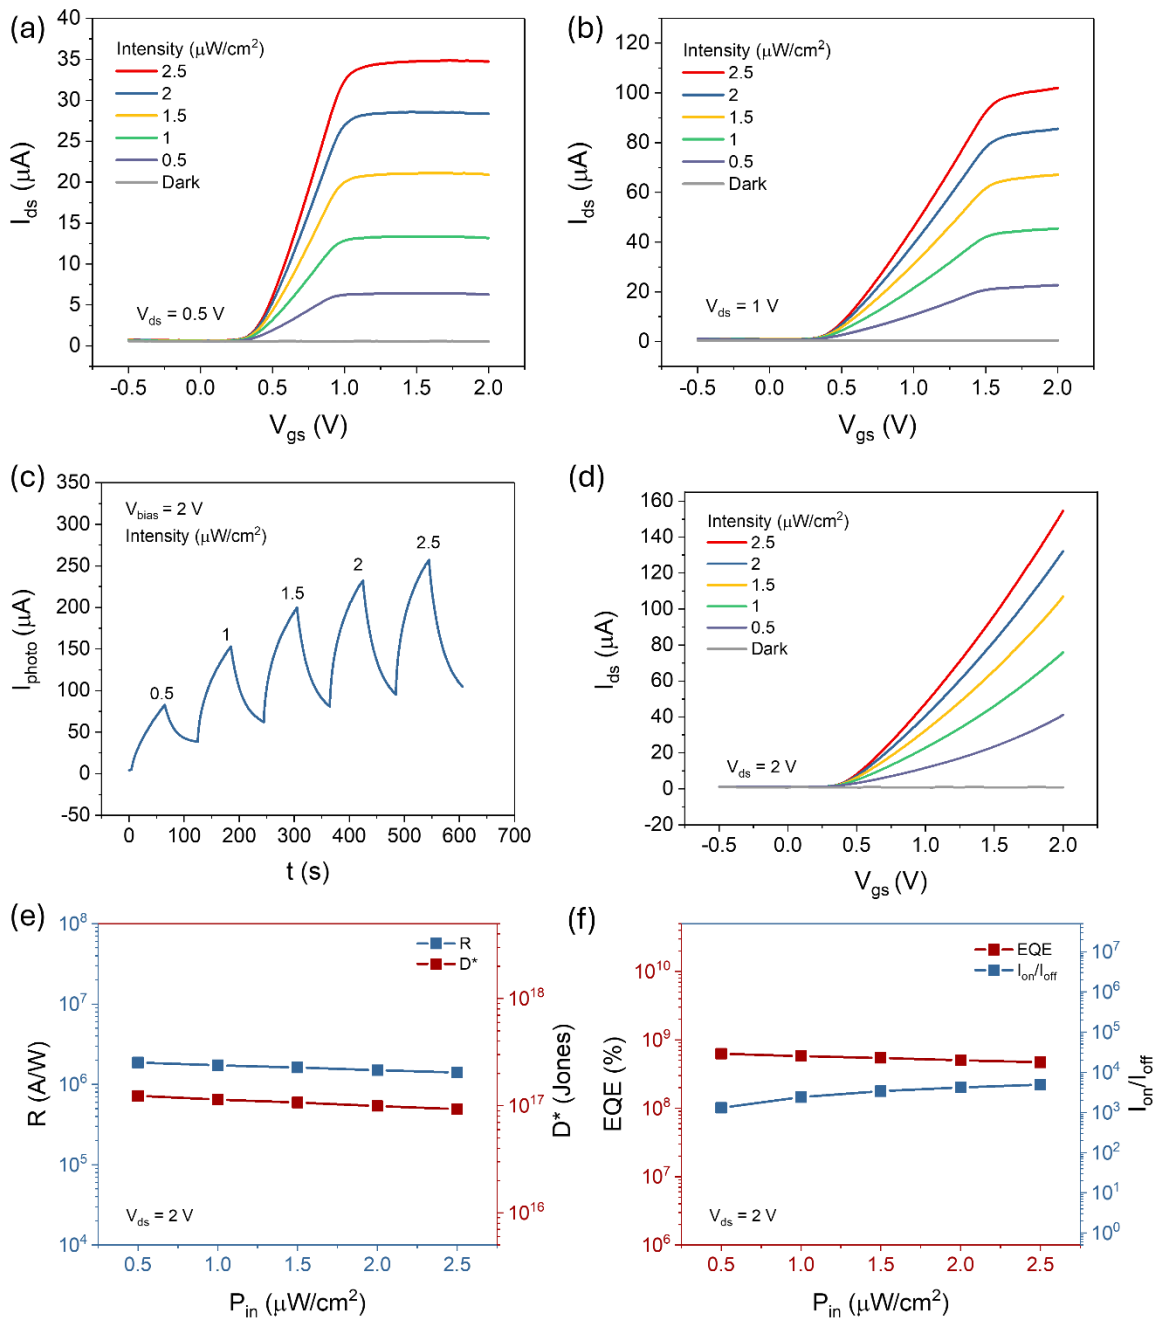 (a)
40
35
30
25
20
15
10
5
0
I_ds (μA)
Intensity (μW/cm²)
2.5
2
1.5
1
0.5
Dark
V_ds = 0.5 V
-0.5 0.0 0.5 1.0 1.5 2.0
V_gs (V)
(b)
120
100
80
60
40
20
0
I_ds (μA)
Intensity (μW/cm²)
2.5
2
1.5
1
0.5
Dark
V_ds = 1 V
-0.5 0.0 0.5 1.0 1.5 2.0
V_gs (V)
(c)
350
300
250
200
150
100
50
0
-50
I_photo (μA)
V_bias = 2 V
Intensity (μW/cm²)
0.5
1
1.5
2
2.5
0 100 200 300 400 500 600 700
t (s)
(d)
160
140
120
100
80
60
40
20
0
-20
I_ds (μA)
Intensity (μW/cm²)
2.5
2
1.5
1
0.5
Dark
V_ds = 2 V
-0.5 0.0 0.5 1.0 1.5 2.0
V_gs (V)
(e)
10⁸
10⁷
10⁶
10⁵
10⁴
R (A/W)
R
D*
10¹⁸
10¹⁷
10¹⁶
D* (Jones)
V_ds = 2 V
0.5 1.0 1.5 2.0 2.5
P_in (μW/cm²)
(f)
10¹⁰
10⁹
10⁸
10⁷
10⁶
EQE (%)
EQE
I_on/I_off
10⁷
10⁶
10⁵
10⁴
10³
10²
10¹
10⁰
I_on/I_off
V_ds = 2 V
0.5 1.0 1.5 2.0 2.5
P_in (μW/cm²)